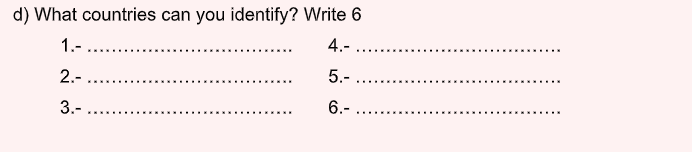 d) What countries can you identify? Write 6
1.- .................................. 4.- ..................................
2.- .................................. 5.- ..................................
3.- .................................. 6.- ..................................